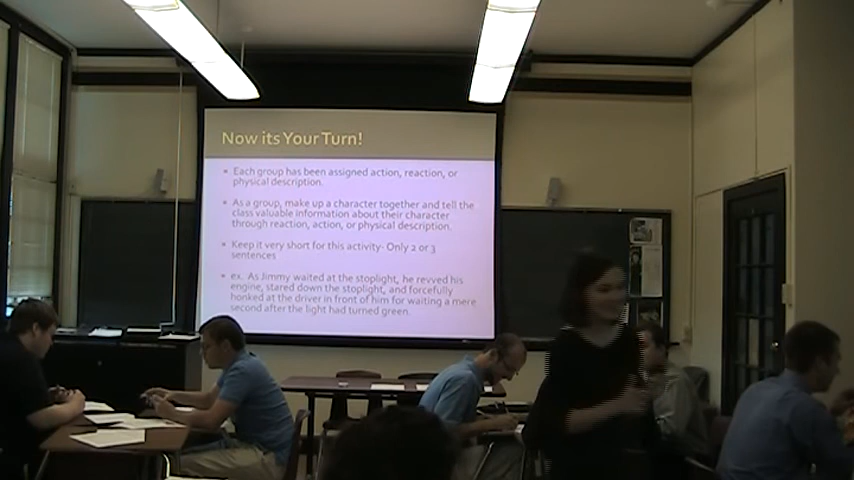 Now its Your Turn!
Each group has been assigned action, reaction, or
physical description.
As a group, make up a character together and tell the
class valuable information about their character
through reaction, action, or physical description.
Keep it very short for this activity- Only 2 or 3
sentences
ex. As Jimmy waited at the stoplight, he revved his
engine, stared down the stoplight, and forcefully
honked at the driver in front of him for waiting a mere
second after the light had turned green.